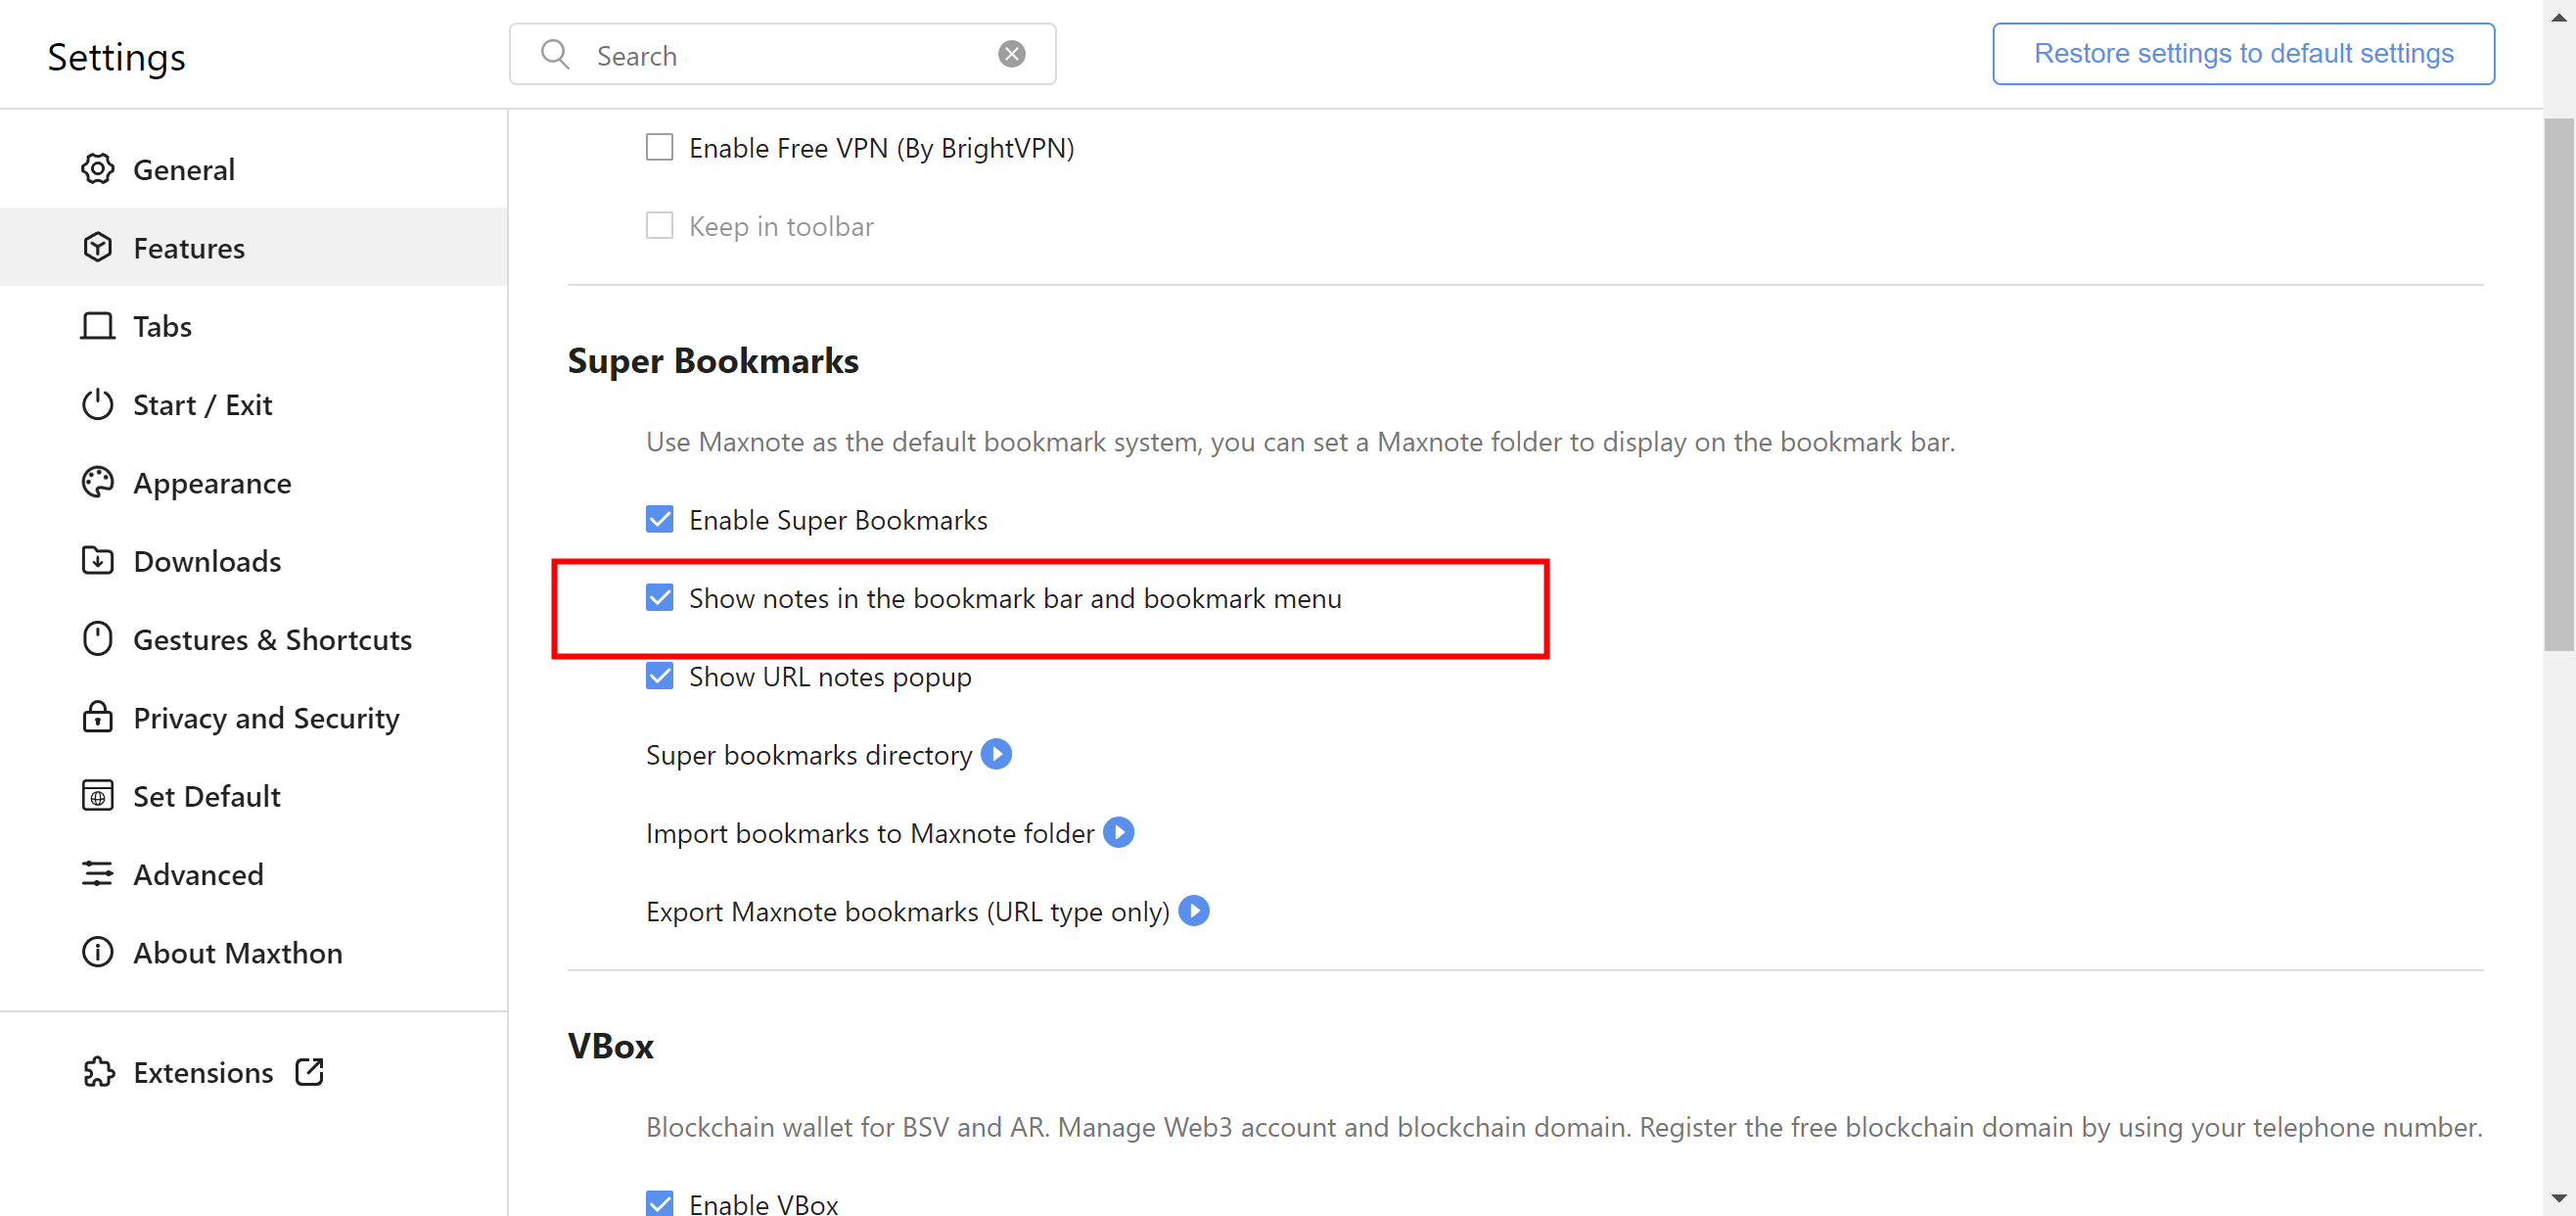 Settings
Search
Restore settings to default settings
General
Features
Tabs
Start / Exit
Appearance
Downloads
Gestures & Shortcuts
Privacy and Security
Set Default
Advanced
About Maxthon
Extensions
Enable Free VPN (By BrightVPN)
Keep in toolbar
Super Bookmarks
Use Maxnote as the default bookmark system, you can set a Maxnote folder to display on the bookmark bar.
Enable Super Bookmarks
Show notes in the bookmark bar and bookmark menu
Show URL notes popup
Super bookmarks directory
Import bookmarks to Maxnote folder
Export Maxnote bookmarks (URL type only)
VBox
Blockchain wallet for BSV and AR. Manage Web3 account and blockchain domain. Register the free blockchain domain by using your telephone number.
Enable VBox